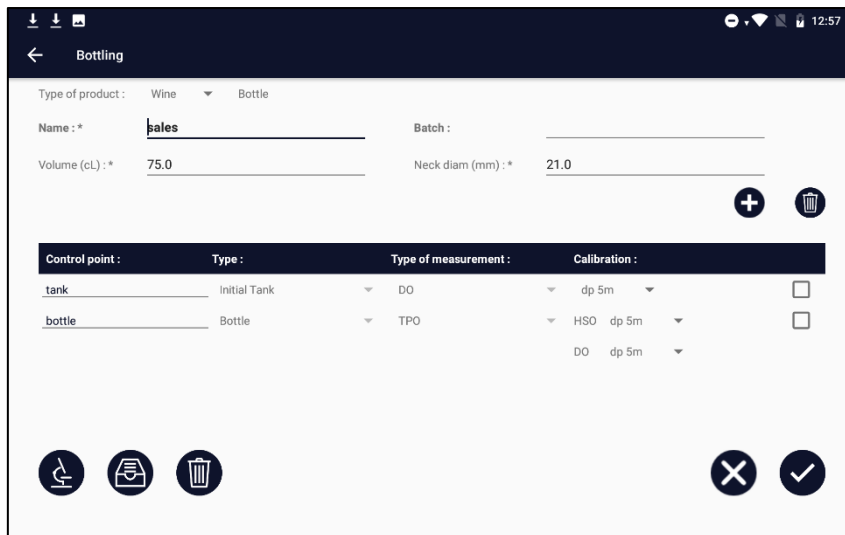 12:57
Bottling
Type of product : Wine Bottle
Name : * sales Batch :
Volume (cL) : * 75.0 Neck diam (mm) : * 21.0
Control point : Type : Type of measurement : Calibration :
tank Initial Tank DO dp 5m
bottle Bottle TPO HSO dp 5m
DO dp 5m